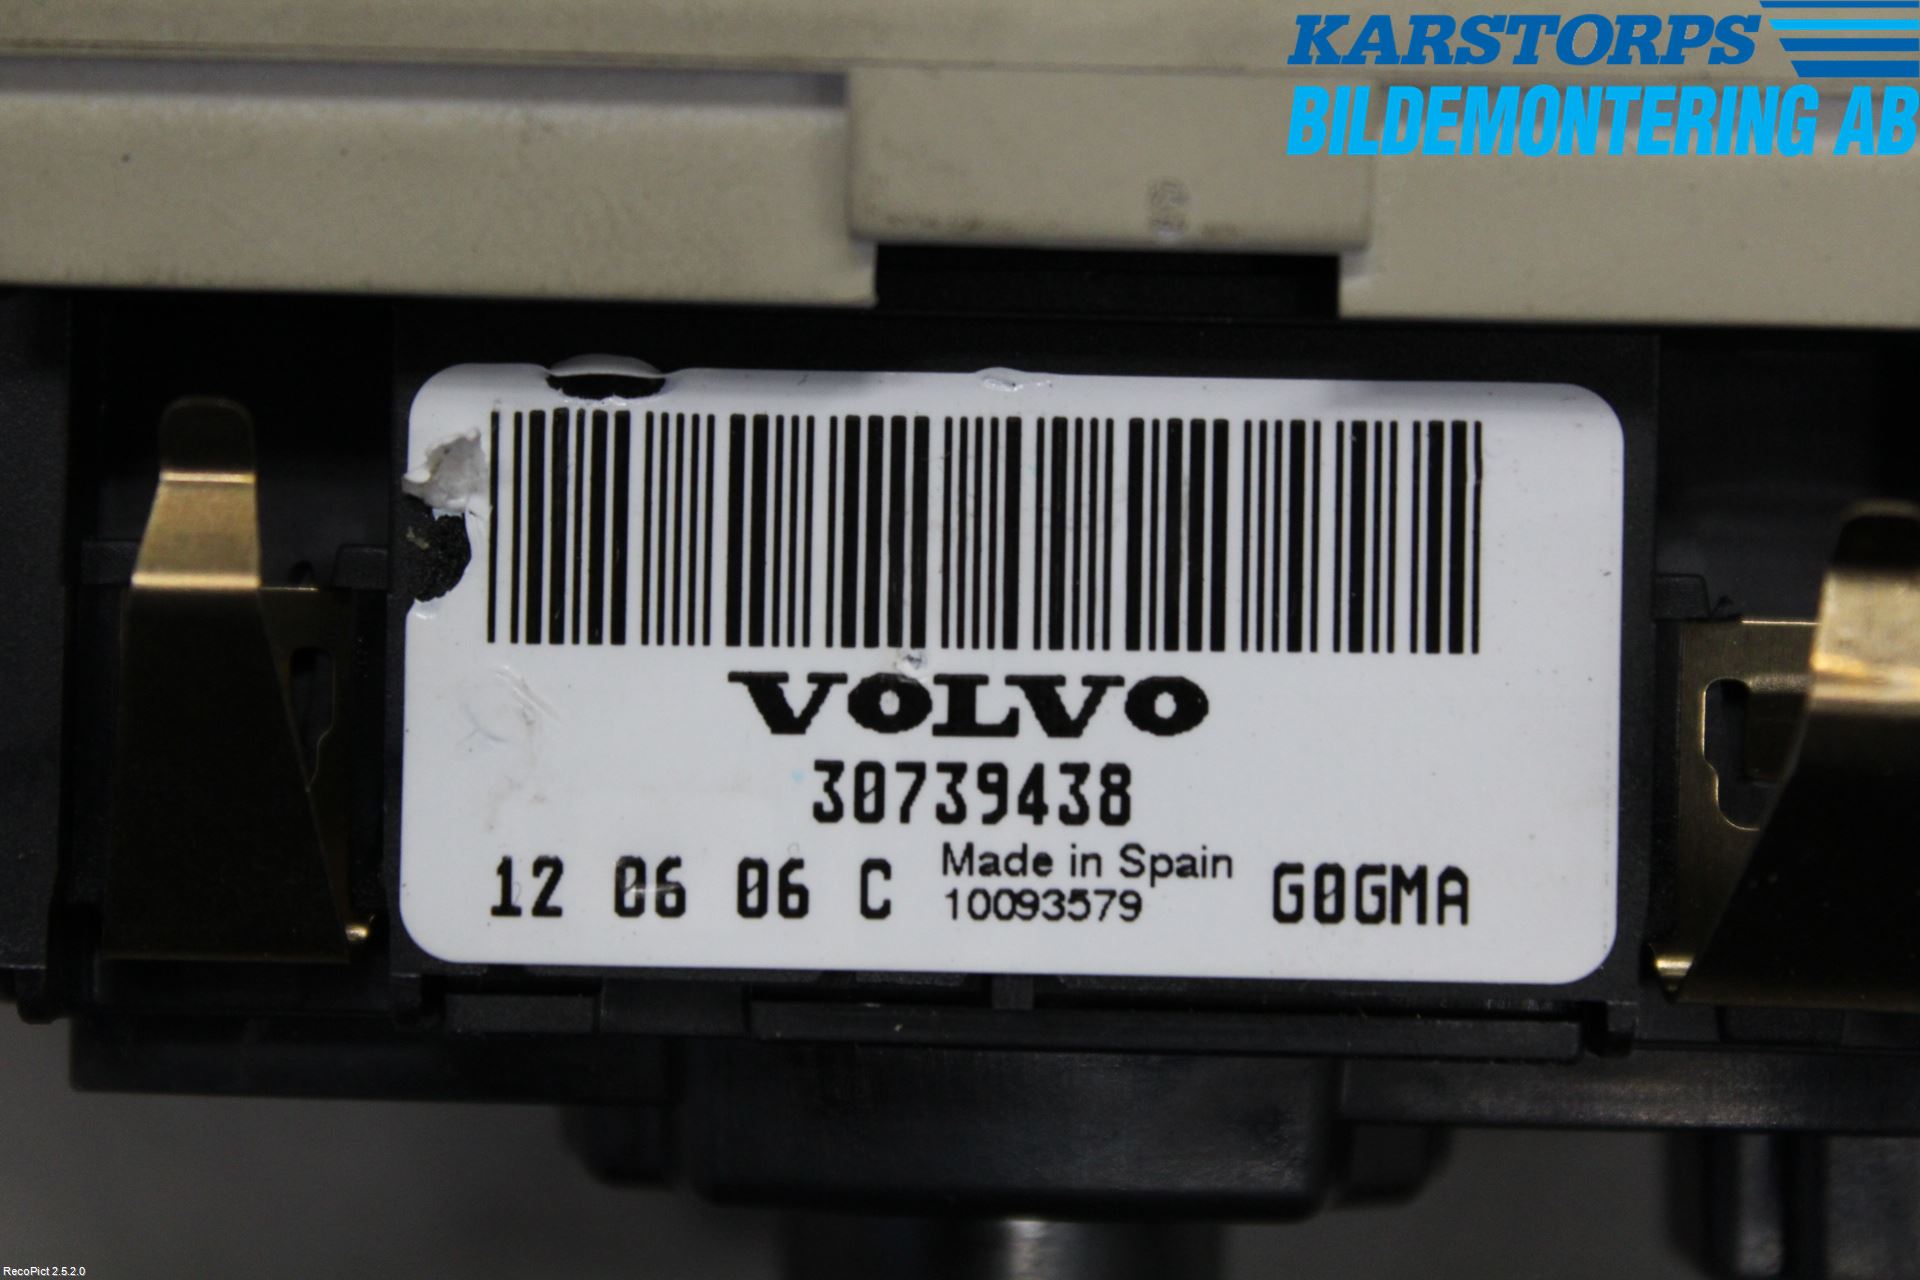 KARSTORPS
BILDEMONTERING AB
VOLVO
30739438
12 06 06 C Made in Spain G0GMA
10093579
RecoPict 2.5.2.0